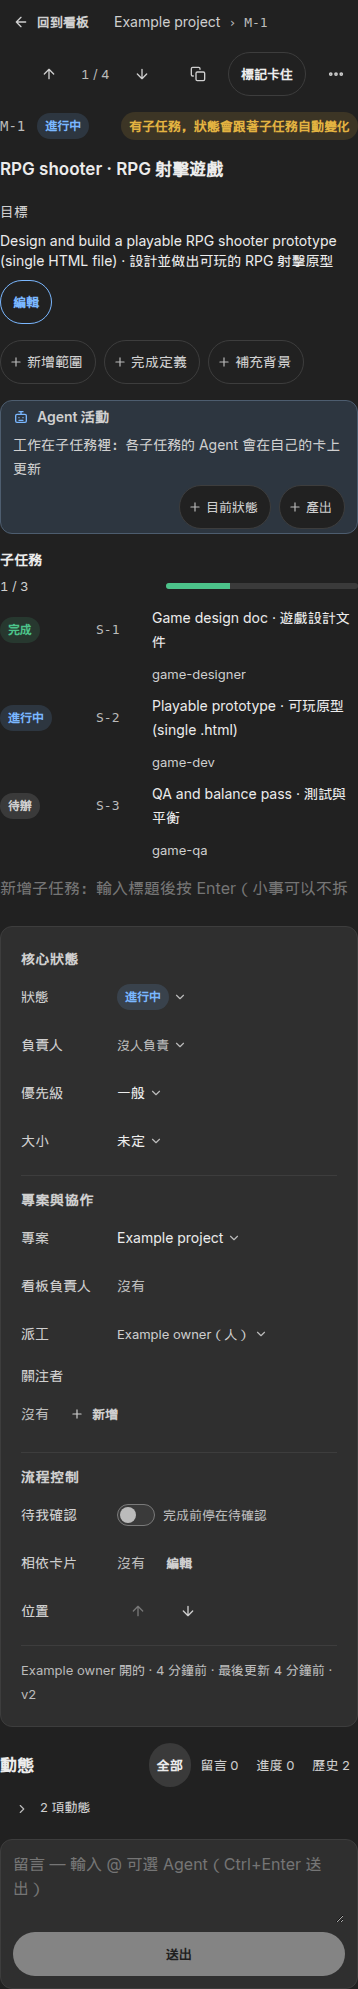 回到看板 Example project › M-1
1 / 4 標記卡住
M-1 進行中 有子任務，狀態會跟著子任務自動變化
RPG shooter · RPG 射擊遊戲
目標
Design and build a playable RPG shooter prototype
(single HTML file) · 設計並做出可玩的 RPG 射擊原型
編輯
+ 新增範圍 + 完成定義 + 補充背景
Agent 活動
工作在子任務裡：各子任務的 Agent 會在自己的卡上
更新
+ 目前狀態 + 產出
子任務
1 / 3
完成 S-1 Game design doc · 遊戲設計文
件
game-designer
進行中 S-2 Playable prototype · 可玩原型
(single .html)
game-dev
待辦 S-3 QA and balance pass · 測試與
平衡
game-qa
新增子任務：輸入標題後按 Enter（小事可以不拆
核心狀態
狀態 進行中
負責人 沒人負責
優先級 一般
大小 未定
專案與協作
專案 Example project
看板負責人 沒有
派工 Example owner（人）
關注者
沒有 + 新增
流程控制
待我確認 完成前停在待確認
相依卡片 沒有 編輯
位置
Example owner 開的 · 4 分鐘前 · 最後更新 4 分鐘前 ·
v2
動態 全部 留言 0 進度 0 歷史 2
2 項動態
留言 — 輸入 @ 可選 Agent（Ctrl+Enter 送
出）
送出